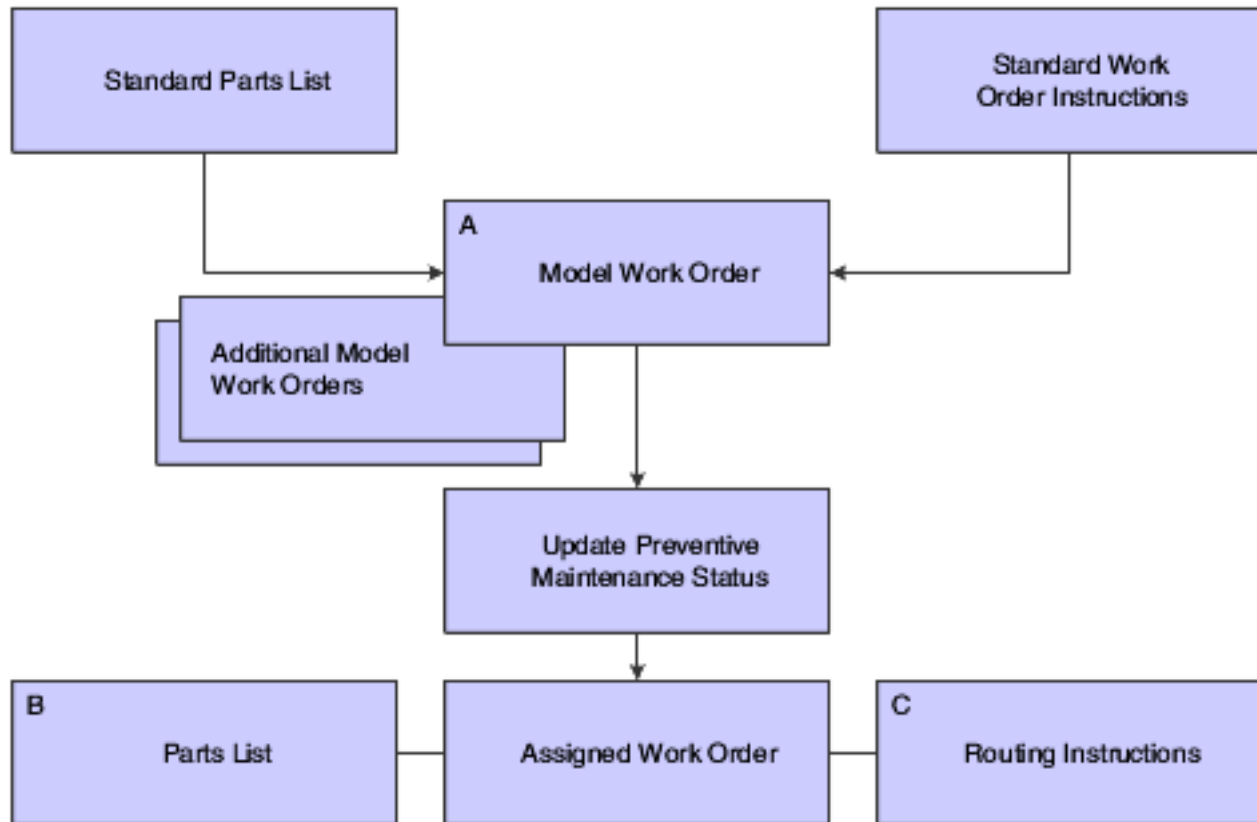 Standard Parts List
Standard Work
Order Instructions
A
Model Work Order
Additional Model
Work Orders
Update Preventive
Maintenance Status
B
Parts List
Assigned Work Order
C
Routing Instructions